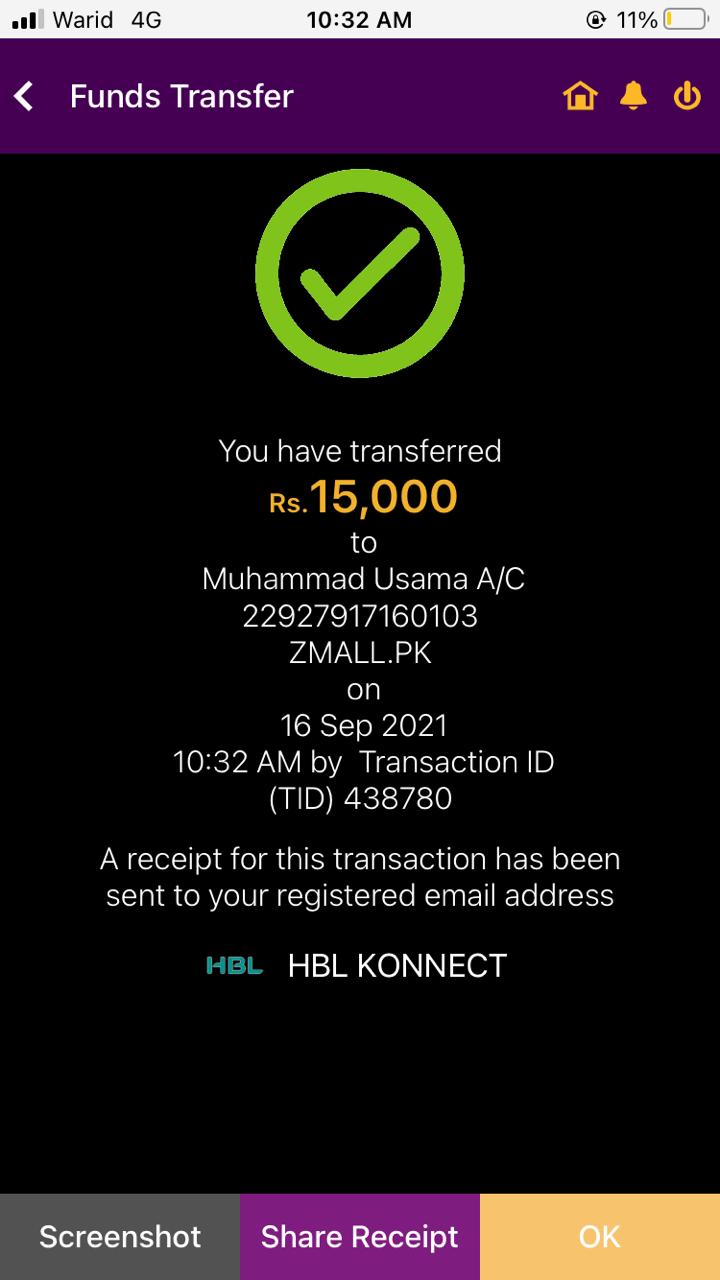 Warid 4G 10:32 AM 11%
Funds Transfer
You have transferred
Rs.15,000
to
Muhammad Usama A/C
22927917160103
ZMALL.PK
on
16 Sep 2021
10:32 AM by Transaction ID
(TID) 438780
A receipt for this transaction has been
sent to your registered email address
HBL HBL KONNECT
Screenshot Share Receipt OK